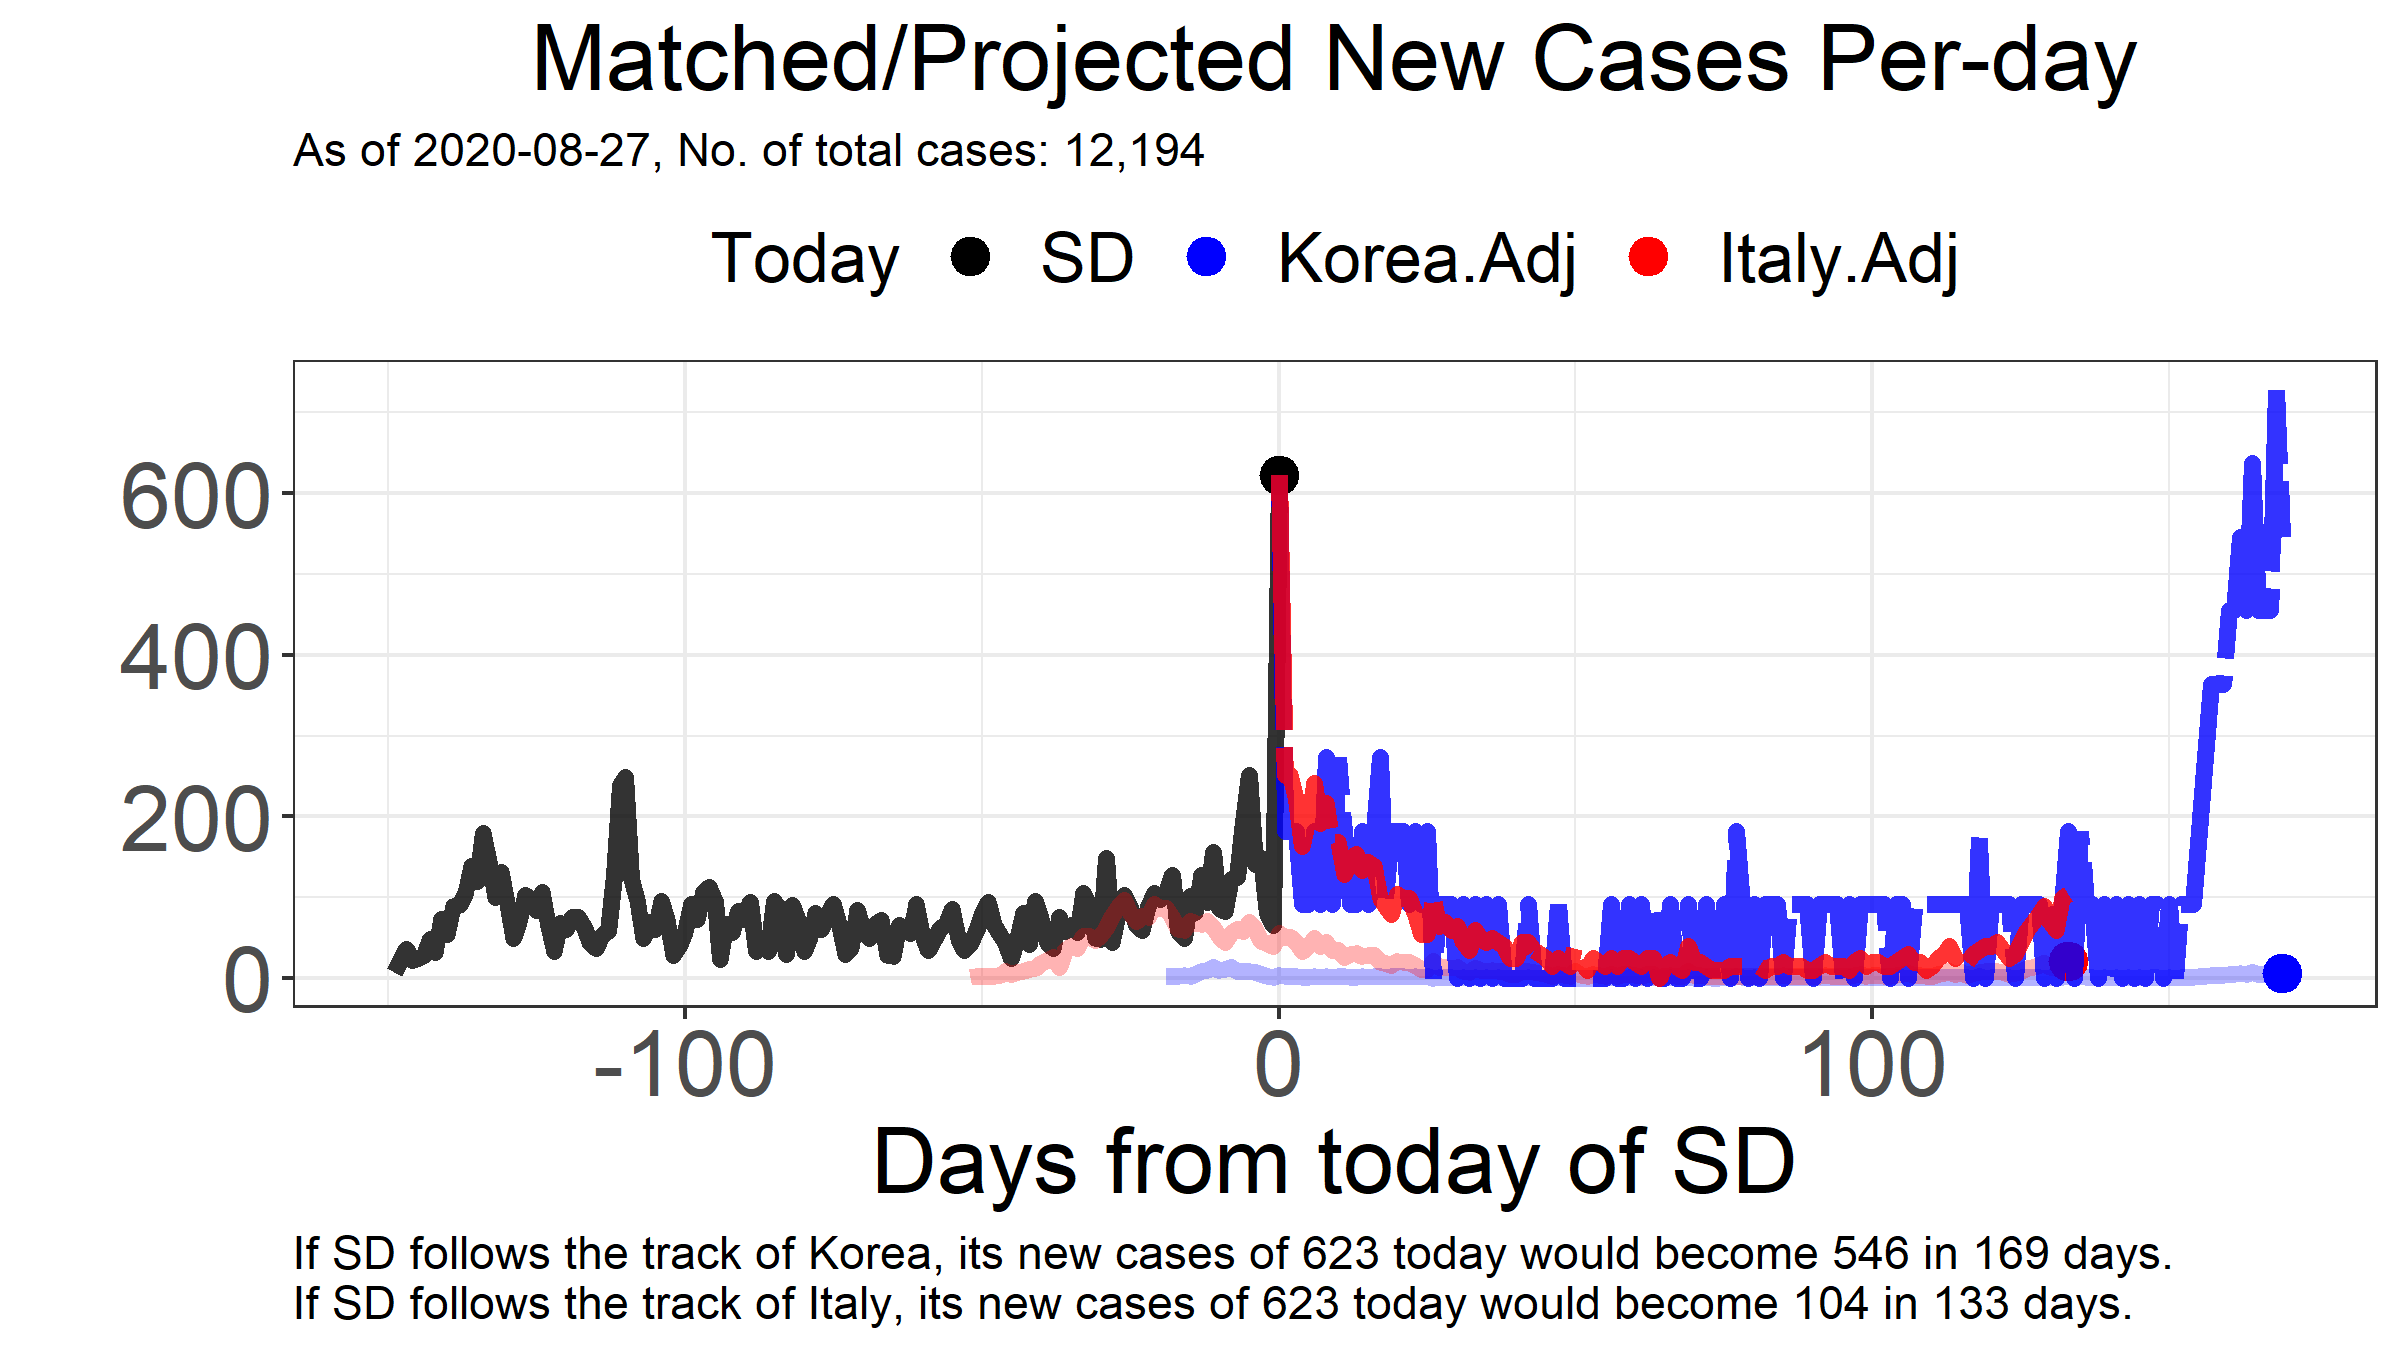 Matched/Projected New Cases Per-day
As of 2020-08-27, No. of total cases: 12,194
Today SD Korea.Adj Italy.Adj
600
400
200
0
-100 0 100
Days from today of SD
If SD follows the track of Korea, its new cases of 623 today would become 546 in 169 days.
If SD follows the track of Italy, its new cases of 623 today would become 104 in 133 days.